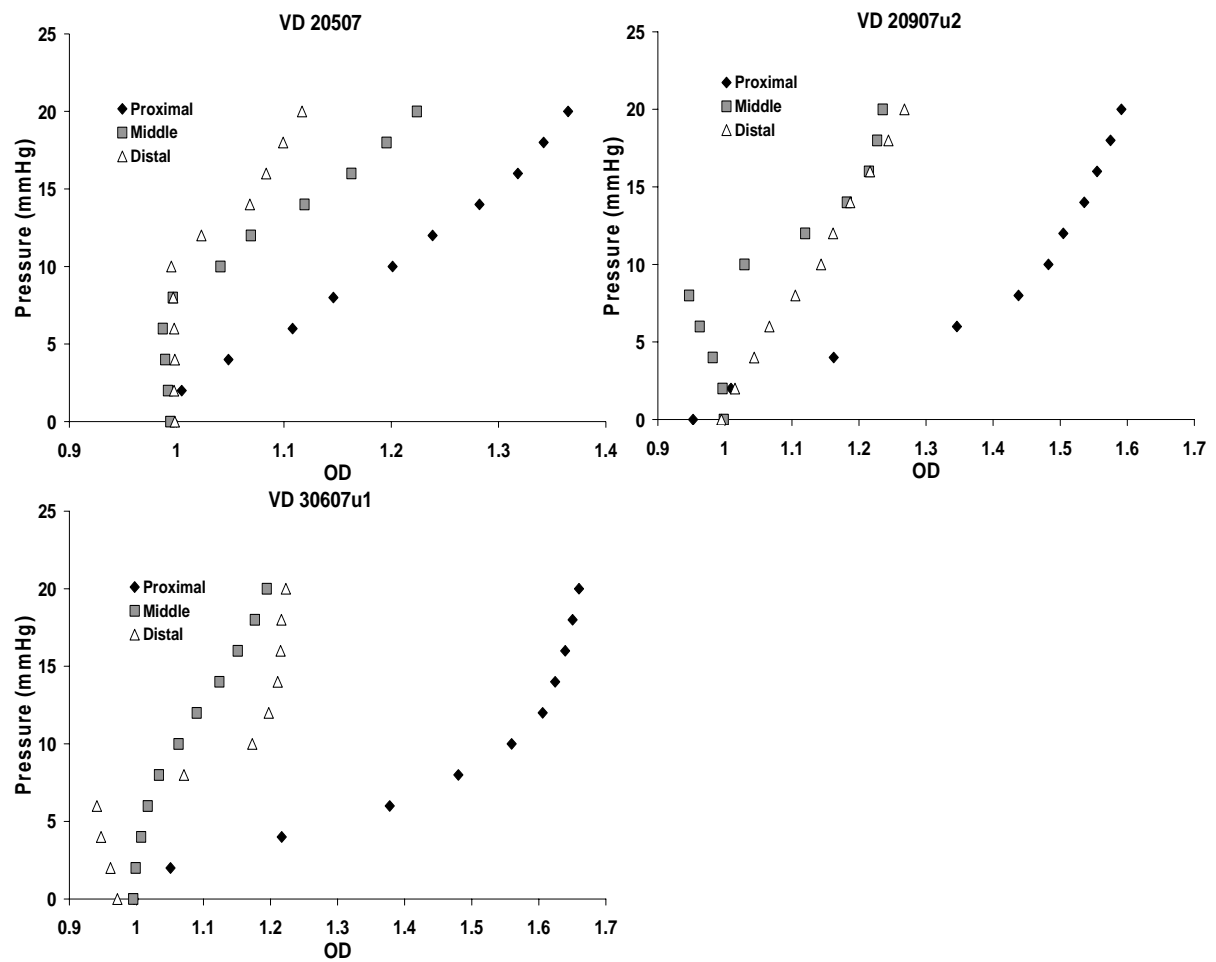 VD 20507
25
20
15
10
5
0
Pressure (mmHg)
Proximal
Middle
Distal
0.9 1 1.1 1.2 1.3 1.4
OD
VD 20907u2
25
20
15
10
5
0
Pressure (mmHg)
Proximal
Middle
Distal
0.9 1 1.1 1.2 1.3 1.4 1.5 1.6 1.7
OD
VD 30607u1
25
20
15
10
5
0
Pressure (mmHg)
Proximal
Middle
Distal
0.9 1 1.1 1.2 1.3 1.4 1.5 1.6 1.7
OD